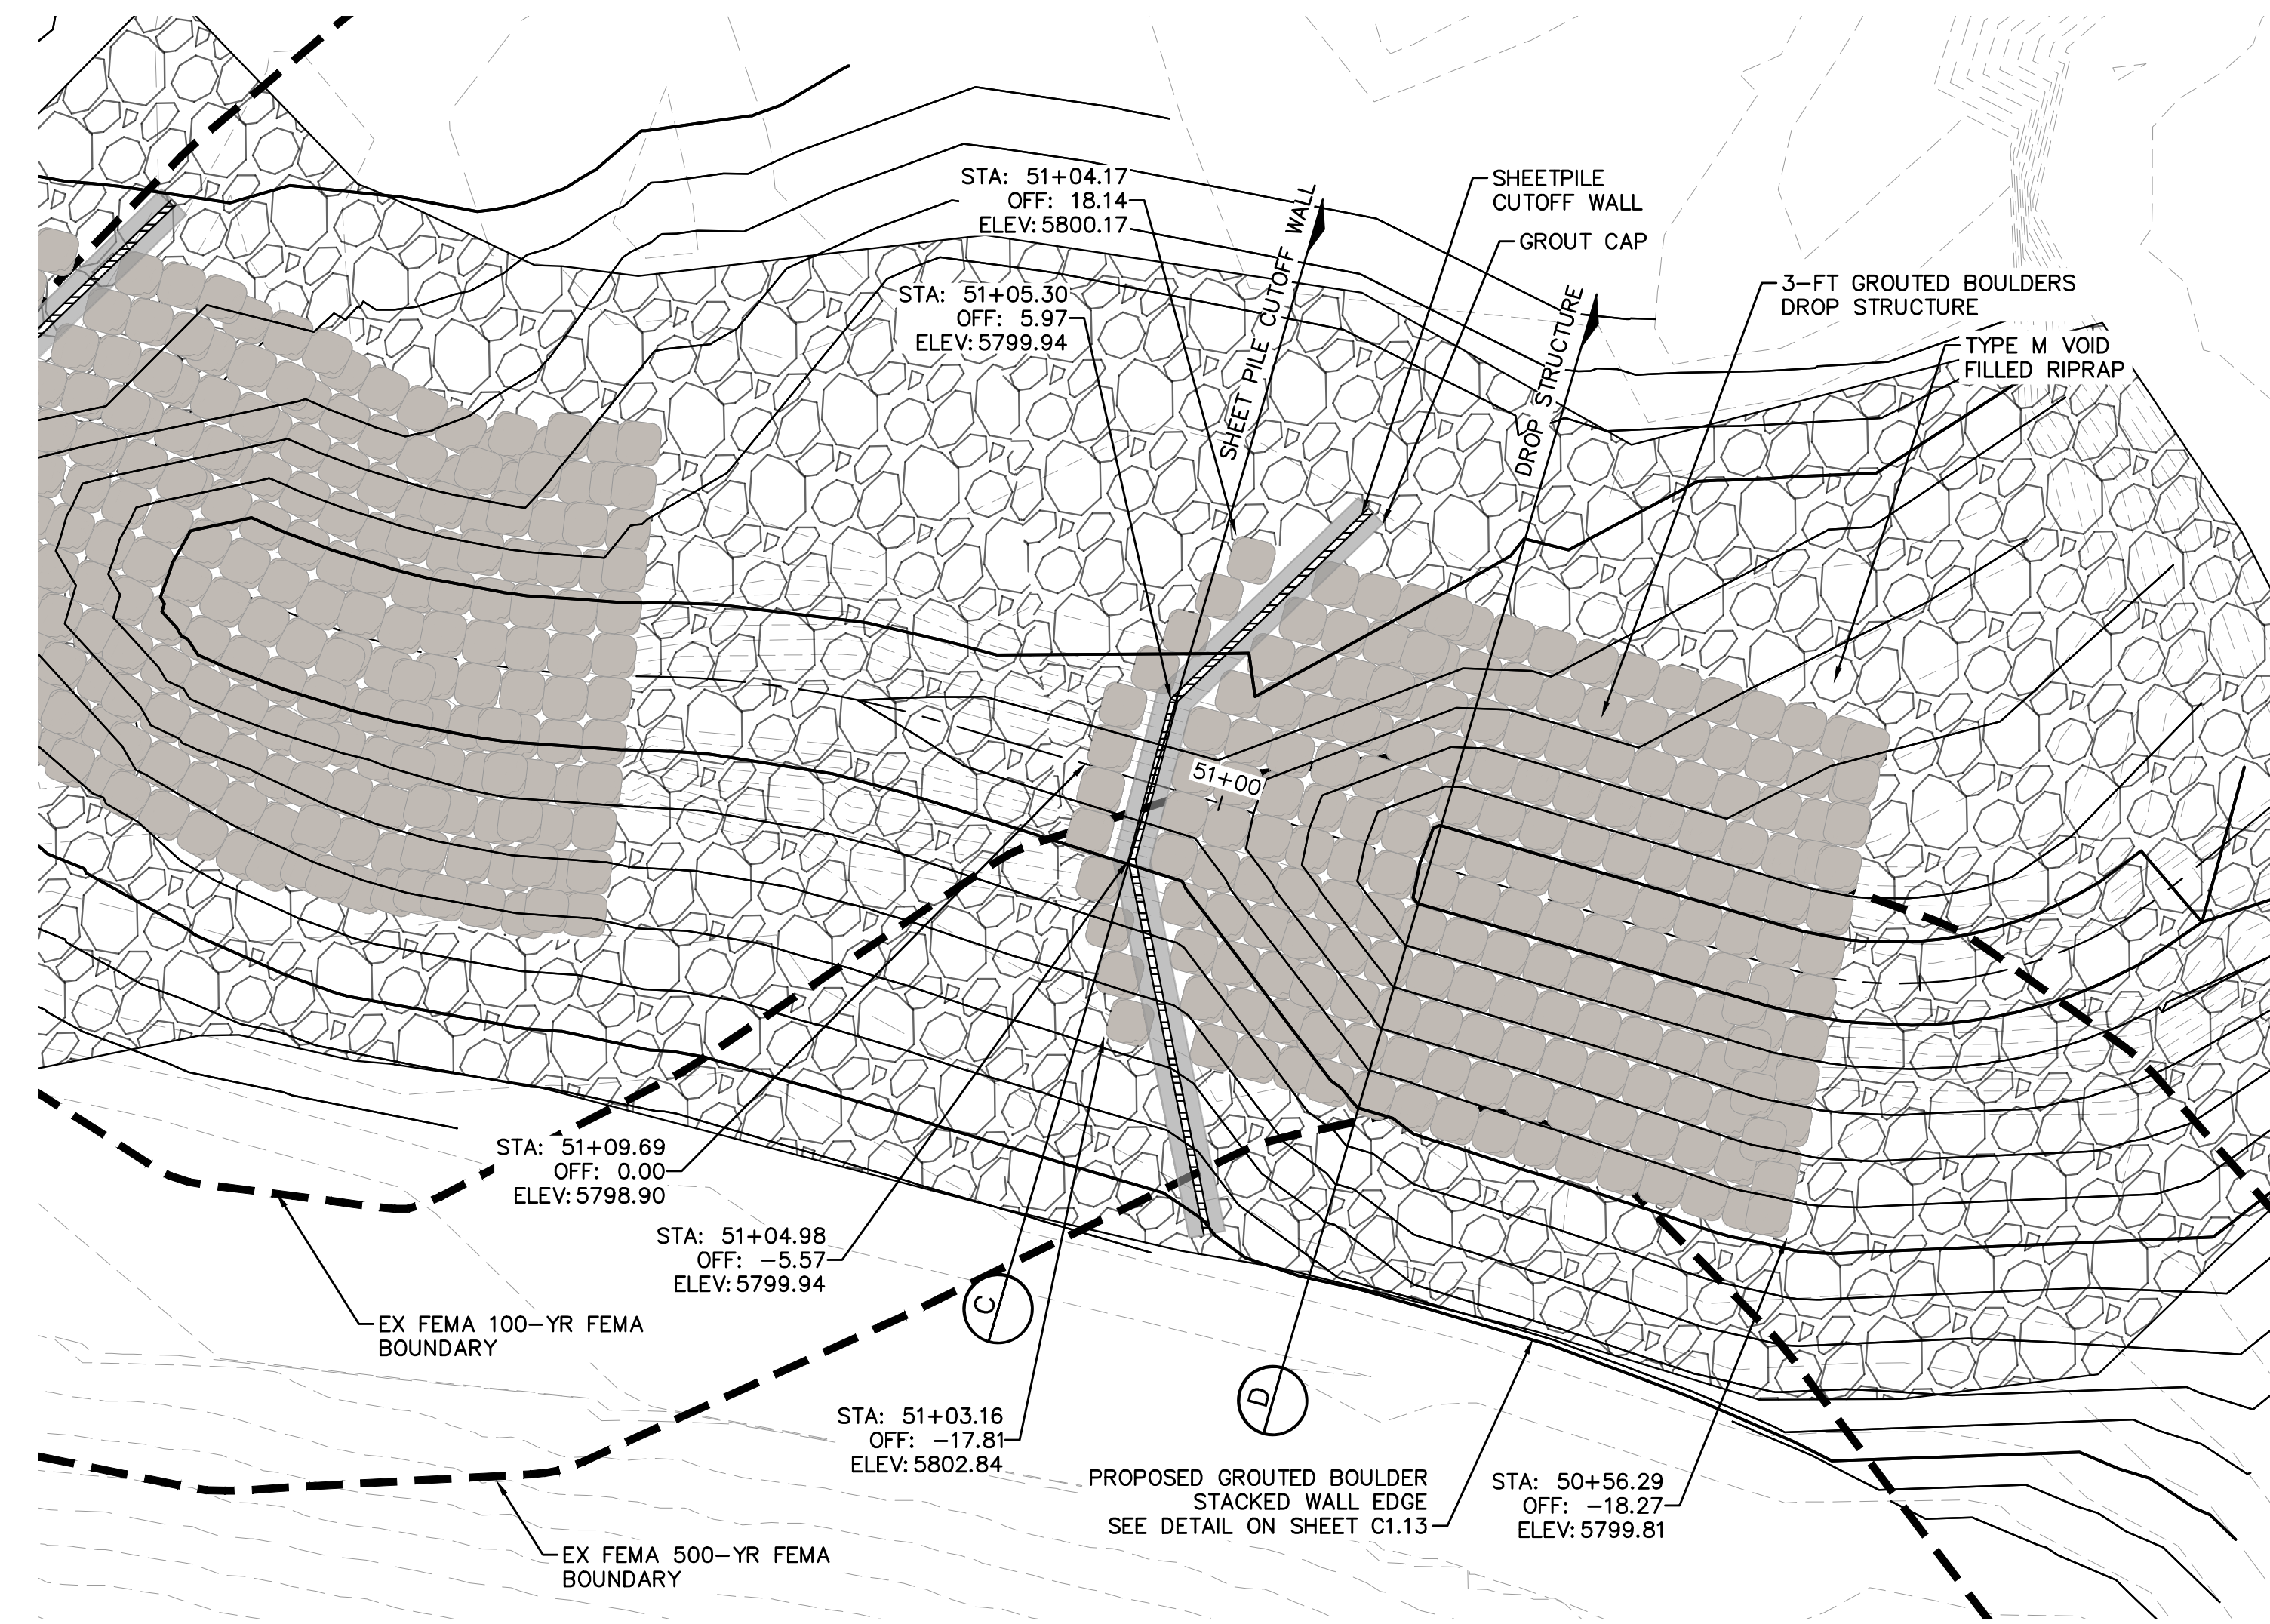 STA: 51+04.17
OFF: 18.14
ELEV: 5800.17
SHEETPILE
CUTOFF WALL
GROUT CAP
STA: 51+05.30
OFF: 5.97
ELEV: 5799.94
SHEET PILE CUTOFF WALL
DROP STRUCTURE
3-FT GROUTED BOULDERS
DROP STRUCTURE
TYPE M VOID
FILLED RIPRAP
51+00
STA: 51+09.69
OFF: 0.00
ELEV: 5798.90
STA: 51+04.98
OFF: -5.57
ELEV: 5799.94
C
EX FEMA 100-YR FEMA
BOUNDARY
D
STA: 51+03.16
OFF: -17.81
ELEV: 5802.84
PROPOSED GROUTED BOULDER
STACKED WALL EDGE
SEE DETAIL ON SHEET C1.13
STA: 50+56.29
OFF: -18.27
ELEV: 5799.81
EX FEMA 500-YR FEMA
BOUNDARY